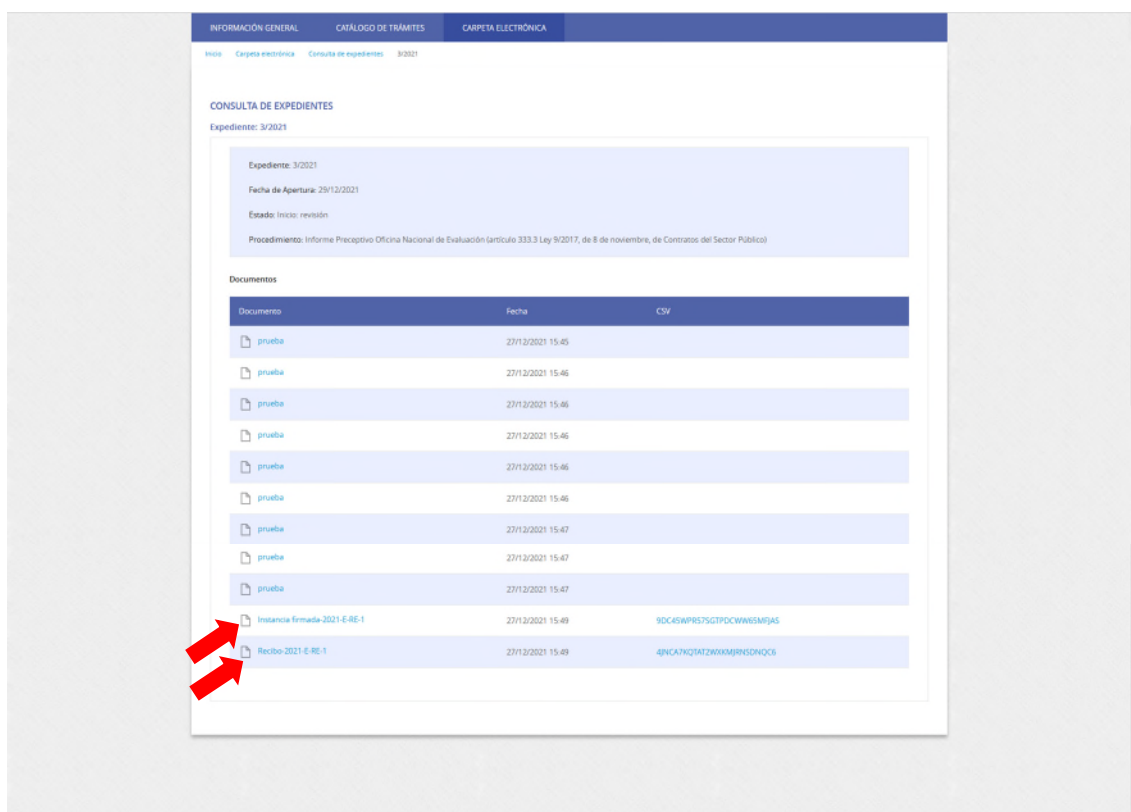 INFORMACIÓN GENERAL CATÁLOGO DE TRÁMITES CARPETA ELECTRÓNICA
Inicio Carpeta electrónica Consulta de expedientes 3/2021
CONSULTA DE EXPEDIENTES
Expediente: 3/2021
Expediente: 3/2021
Fecha de Apertura: 29/12/2021
Estado: Inicio: revisión
Procedimiento: Informe Preceptivo Oficina Nacional de Evaluación (artículo 333.3 Ley 9/2017, de 8 de noviembre, de Contratos del Sector Público)
Documentos
Documento Fecha CSV
prueba 27/12/2021 15:45
prueba 27/12/2021 15:46
prueba 27/12/2021 15:46
prueba 27/12/2021 15:46
prueba 27/12/2021 15:46
prueba 27/12/2021 15:46
prueba 27/12/2021 15:47
prueba 27/12/2021 15:47
prueba 27/12/2021 15:47
Instancia firmada-2021-E-RE-1 27/12/2021 15:49
Recibo-2021-E-RE-1 27/12/2021 15:49